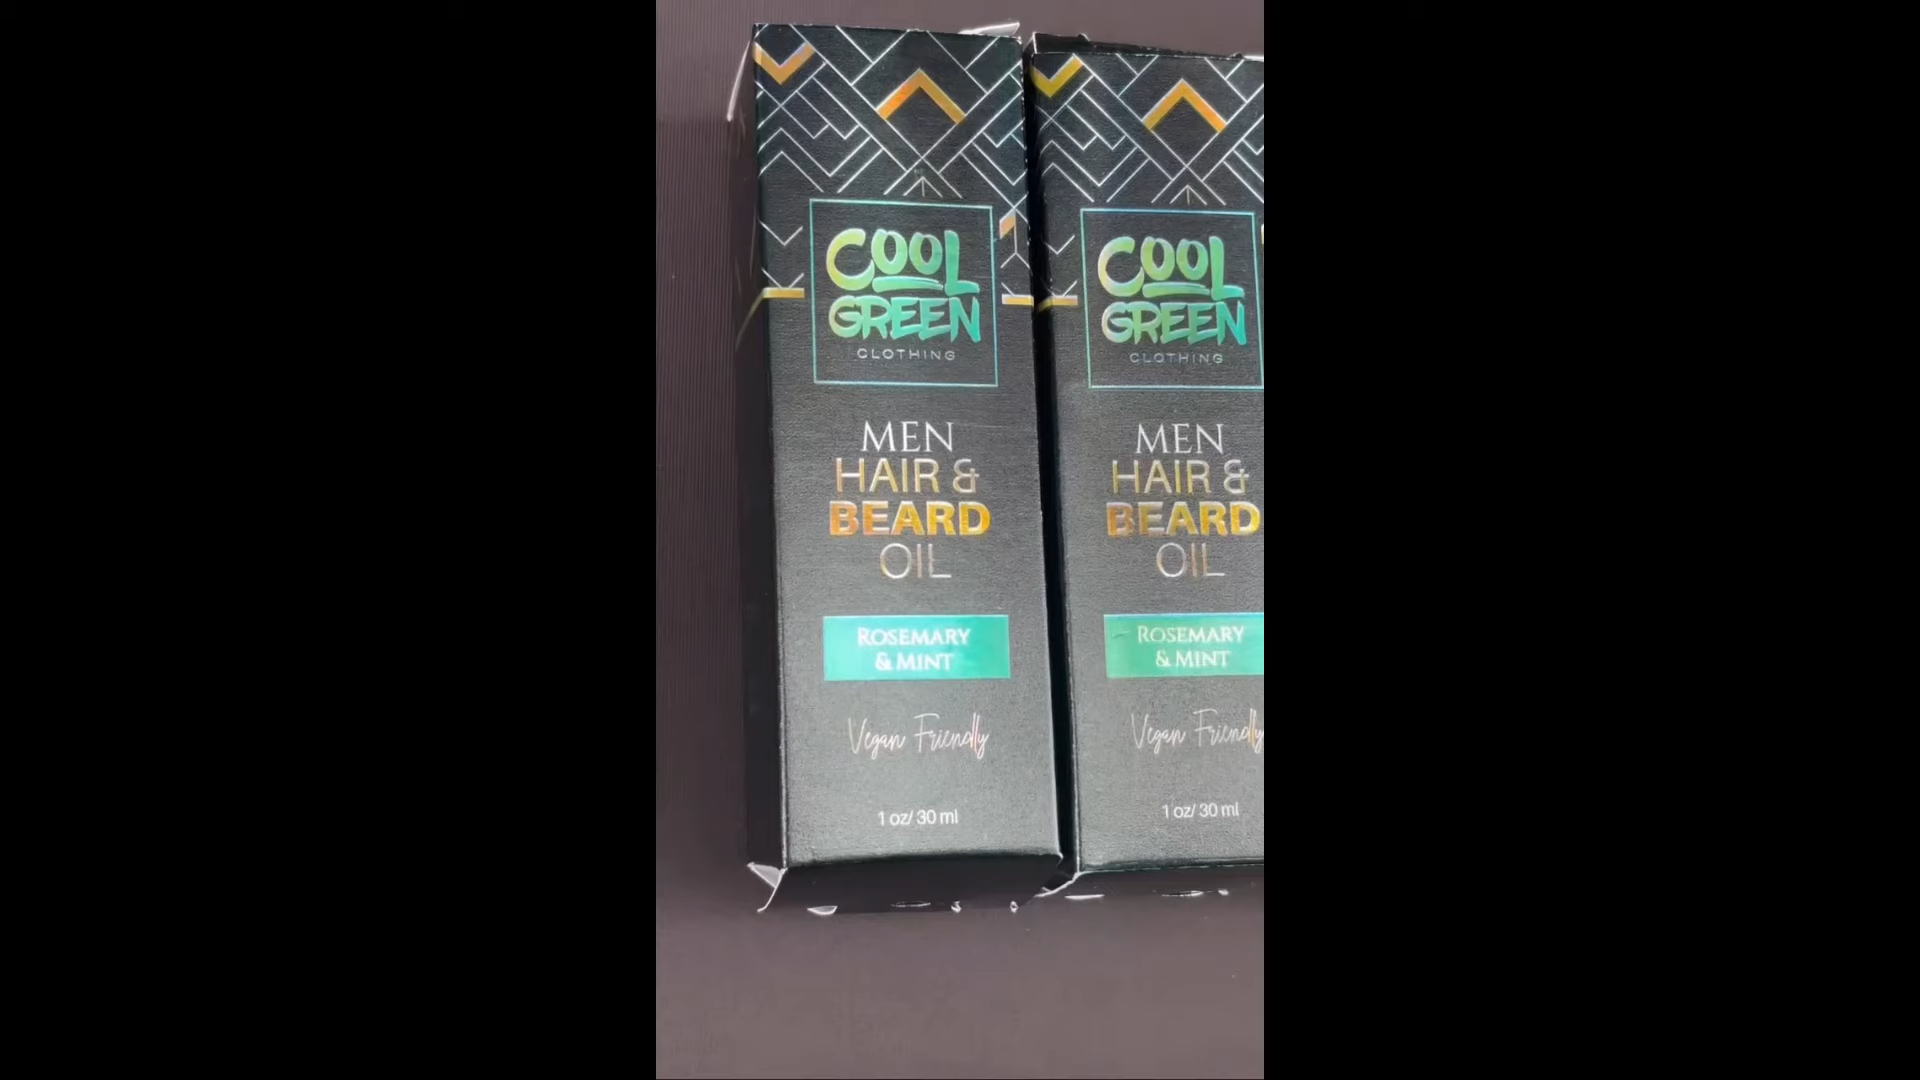 COOL
GREEN
CLOTHING
MEN
HAIR &
BEARD
OIL
ROSEMARY
& MINT
Vegan Friendly
1 oz/ 30 ml
COOL
GREEN
CLOTHING
MEN
HAIR &
BEARD
OIL
ROSEMARY
& MINT
Vegan Friendly
1 oz/ 30 ml